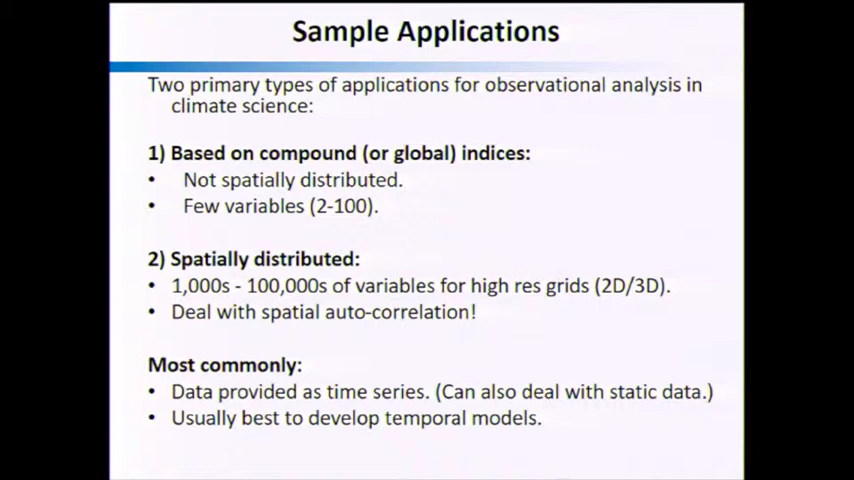 Sample Applications
Two primary types of applications for observational analysis in
climate science:
1) Based on compound (or global) indices:
• Not spatially distributed.
• Few variables (2-100).
2) Spatially distributed:
• 1,000s - 100,000s of variables for high res grids (2D/3D).
• Deal with spatial auto-correlation!
Most commonly:
• Data provided as time series. (Can also deal with static data.)
• Usually best to develop temporal models.